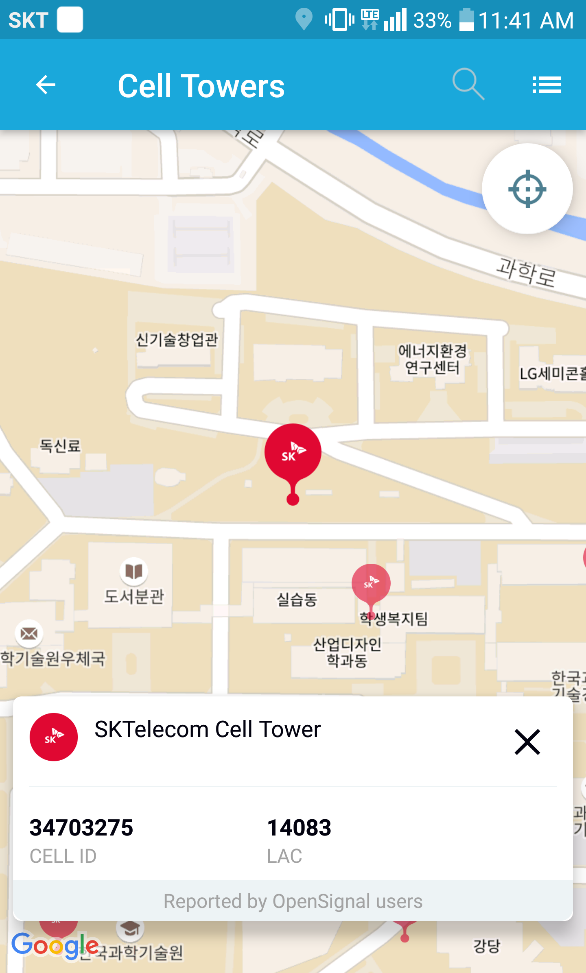 SKT
LTE
33%
11:41 AM
Cell Towers
과학로
신기술창업관
에너지환경
연구센터
LG세미콘홀
독신료
SK
도서분관
실습동
SK
학생복지팀
산업디자인
학과동
학기술원우체국
한국과
기술
SK
SKTelecom Cell Tower
34703275
14083
CELL ID
LAC
Reported by OpenSignal users
Google
한국과학기술원
강당